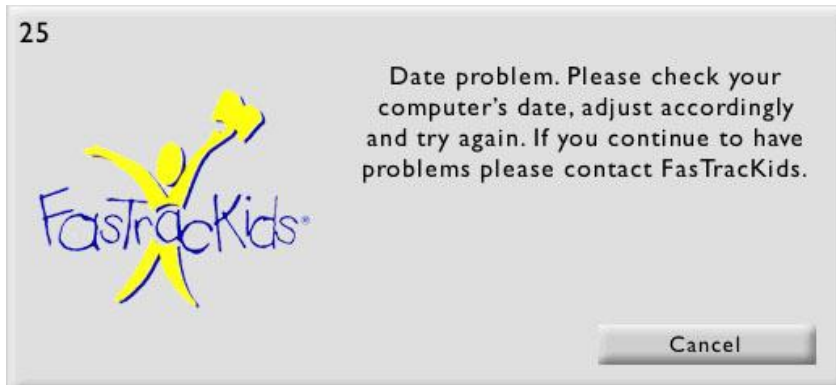 25
Date problem. Please check your
computer's date, adjust accordingly
and try again. If you continue to have
problems please contact FasTracKids.
FasTracKids®
Cancel